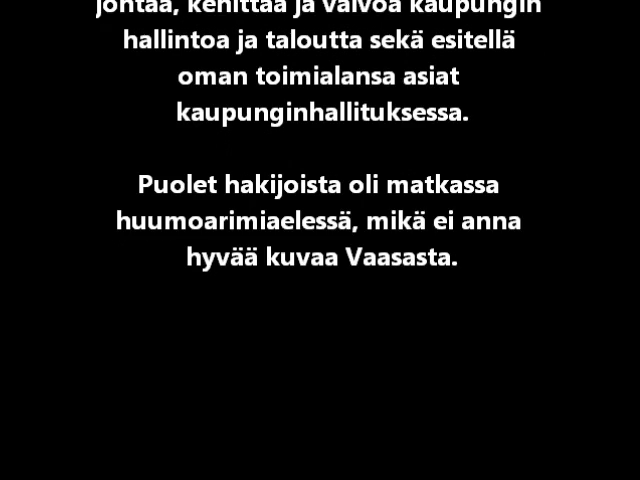 johtaa, kehittää ja valvoa kaupungin
hallintoa ja taloutta sekä esitellä
oman toimialansa asiat
kaupunginhallituksessa.
Puolet hakijoista oli matkassa
huumoarimiaelessä, mikä ei anna
hyvää kuvaa Vaasasta.